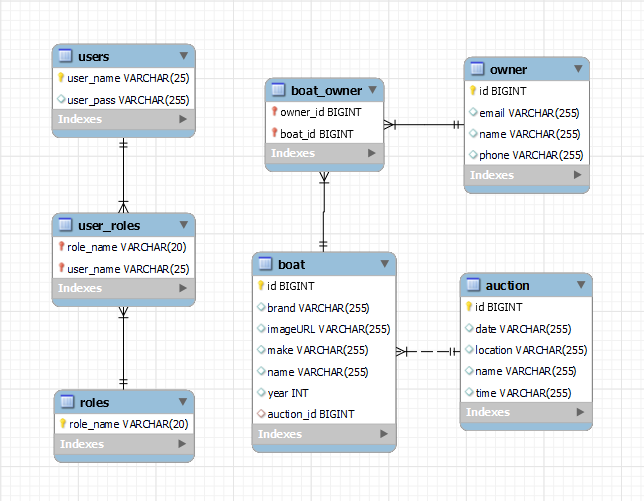 users
user_name VARCHAR(25)
user_pass VARCHAR(255)
Indexes
user_roles
role_name VARCHAR(20)
user_name VARCHAR(25)
Indexes
roles
role_name VARCHAR(20)
Indexes
boat_owner
owner_id BIGINT
boat_id BIGINT
Indexes
owner
id BIGINT
email VARCHAR(255)
name VARCHAR(255)
phone VARCHAR(255)
Indexes
boat
id BIGINT
brand VARCHAR(255)
imageURL VARCHAR(255)
make VARCHAR(255)
name VARCHAR(255)
year INT
auction_id BIGINT
Indexes
auction
id BIGINT
date VARCHAR(255)
location VARCHAR(255)
name VARCHAR(255)
time VARCHAR(255)
Indexes